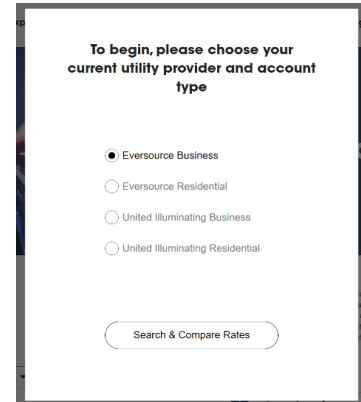 To begin, please choose your
current utility provider and account
type
Eversource Business
Eversource Residential
United Illuminating Business
United Illuminating Residential
Search & Compare Rates